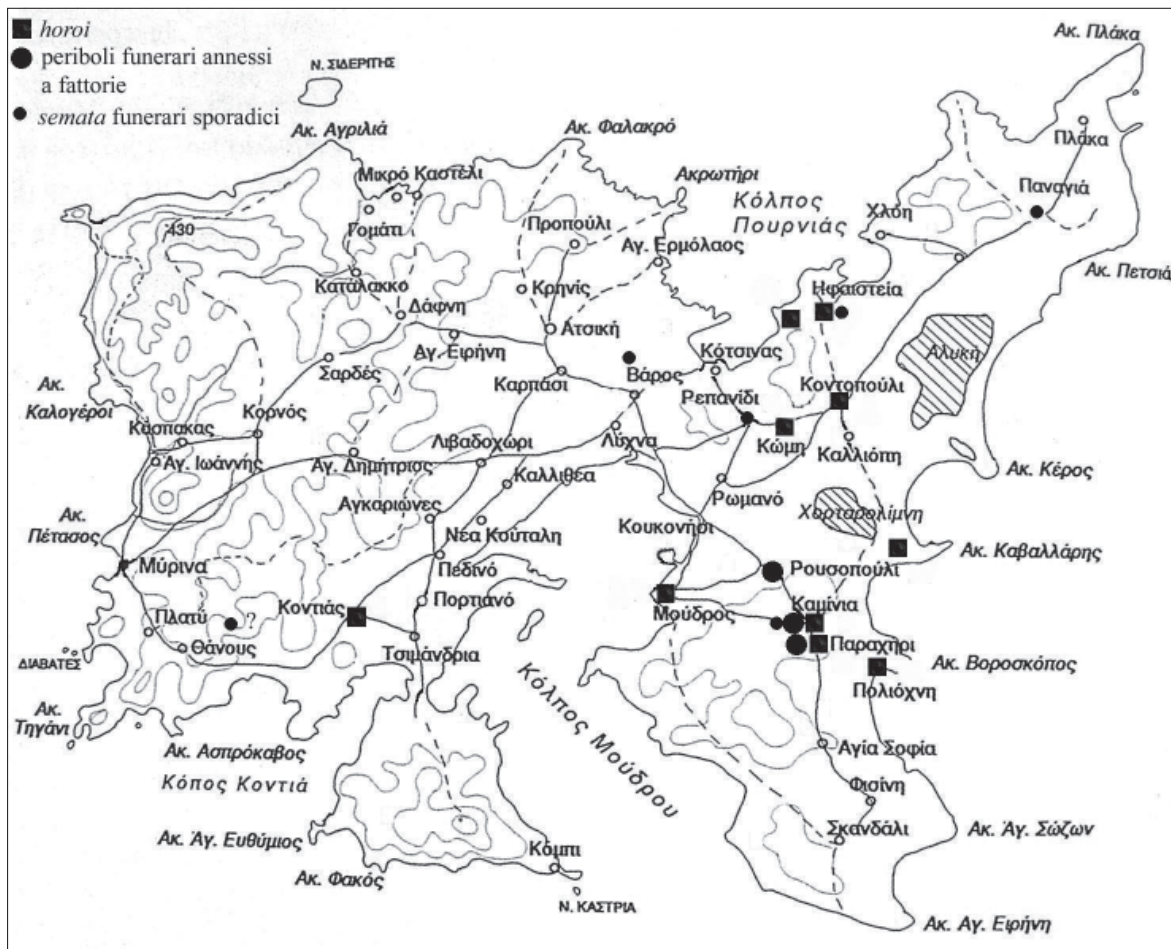 horoi
periboli funerari annessi
a fattorie
semata funerari sporadici
Ν. ΣΙΔΕΡΙΤΗΣ
Ακ. Πλάκα
Ακ. Αγριλιά
Ακ. Φαλακρό
Πλάκα
Μικρό Καστέλι
Ακρωτήρι
Παναγιά
Γομάτι
Προπούλι
Κόλπος
Πουρνιάς
Χλόη
430
Αγ. Ερμόλαος
Ακ. Πετσιά
Κατάλακκο
Κρηνίς
Ηφαιστεία
Δάφνη
Ατσική
Αγ. Ειρήνη
Κότσινας
Αλυκή
Σαρδές
Βάρος
Καρπάσι
Κοντοπούλι
Ακ.
Καλογέροι
Κορνός
Ρεπανίδι
Κάσπακας
Λιβαδοχώρι
Λύχνα
Κώμη
Αγ. Ιωάννης
Αγ. Δημήτριος
Καλλιθέα
Καλλιόπη
Ακ. Κέρος
Ρωμανό
Αγκαριώνες
Χορταρολίμνη
Ακ.
Πέτασος
Νέα Κούταλη
Κουκονήσι
Ακ. Καβαλλάρης
Μύρινα
Πεδινό
Ρουσοπούλι
Κοντιάς
Πορτιανό
Μούδρος
Καμίνια
Πλατύ
?
Παραχήρι
Θάνους
Τσιμάνδρια
Ακ. Βοροσκόπος
ΔΙΑΒΑΤΕΣ
Πολιόχνη
Ακ.
Τηγάνι
Κόλπος Μούδρου
Ακ. Ασπρόκαβος
Αγία Σοφία
Κόπος Κοντιά
Φισίνη
Σκανδάλι
Ακ. Άγ. Σώζων
Ακ. Άγ. Ευθύμιος
Κόμπι
Ακ. Φακός
Ν. ΚΑΣΤΡΙΑ
Ακ. Αγ. Ειρήνη